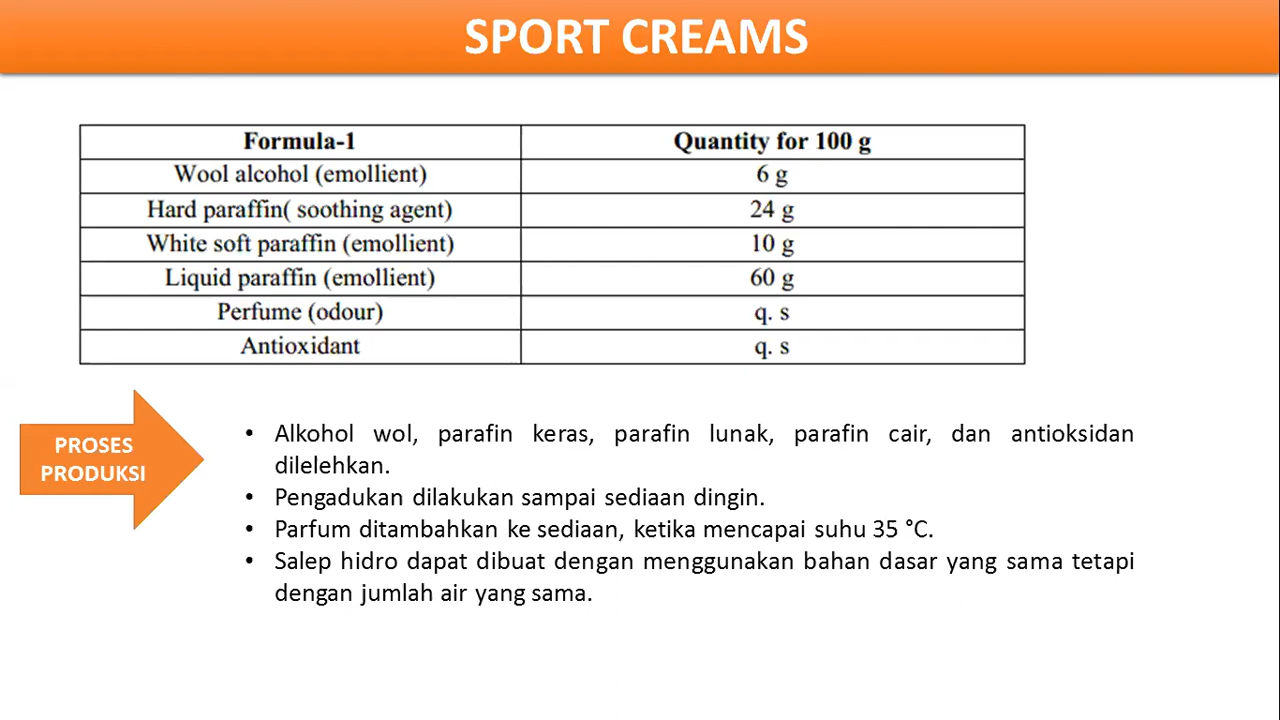 SPORT CREAMS
Formula-1 Quantity for 100 g
Wool alcohol (emollient) 6 g
Hard paraffin( soothing agent) 24 g
White soft paraffin (emollient) 10 g
Liquid paraffin (emollient) 60 g
Perfume (odour) q. s
Antioxidant q. s
PROSES
PRODUKSI
• Alkohol wol, parafin keras, parafin lunak, parafin cair, dan antioksidan
dilelehkan.
• Pengadukan dilakukan sampai sediaan dingin.
• Parfum ditambahkan ke sediaan, ketika mencapai suhu 35 °C.
• Salep hidro dapat dibuat dengan menggunakan bahan dasar yang sama tetapi
dengan jumlah air yang sama.